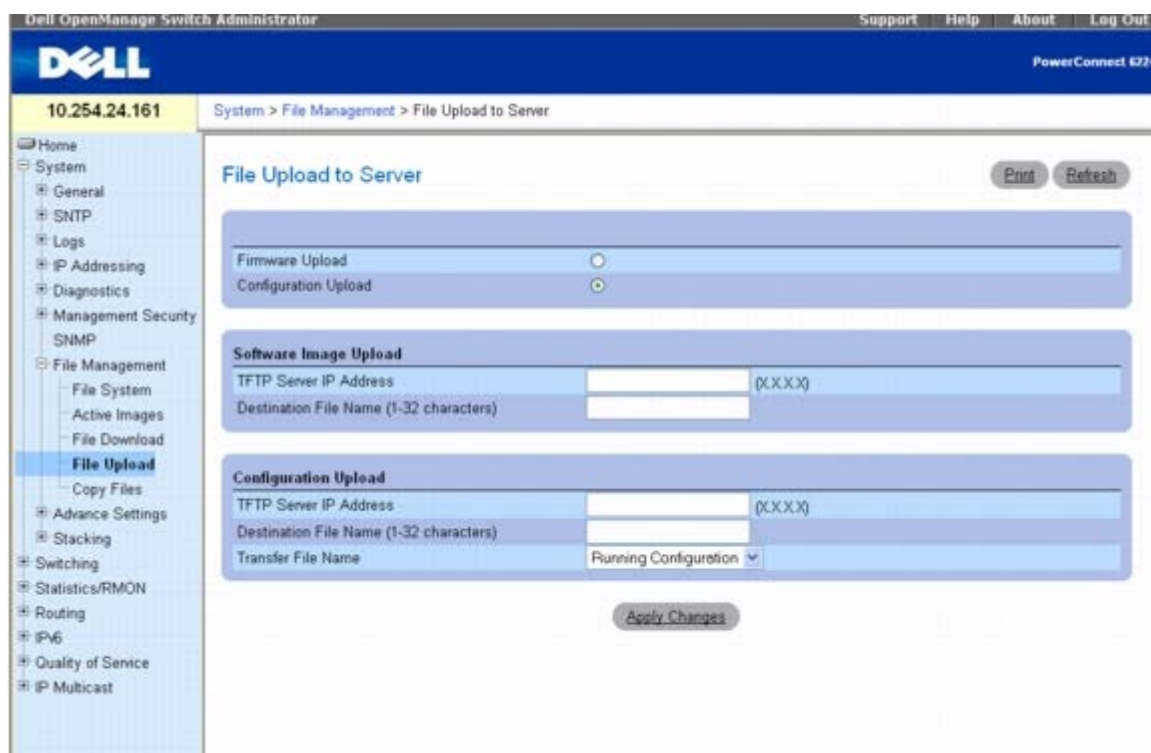 Dell OpenManage Switch Administrator
Support Help About Log Out
DELL
PowerConnect
10.254.24.161
System > File Management > File Upload to Server
Home
System
General
SNTP
Logs
IP Addressing
Diagnostics
Management Security
SNMP
File Management
File System
Active Images
File Download
File Upload
Copy Files
Advance Settings
Stacking
Switching
Statistics/RMON
Routing
IPv6
Quality of Service
IP Multicast
File Upload to Server
Print Refresh
Firmware Upload
Configuration Upload
Software Image Upload
TFTP Server IP Address (X.X.X.X)
Destination File Name (1-32 characters)
Configuration Upload
TFTP Server IP Address (X.X.X.X)
Destination File Name (1-32 characters)
Transfer File Name Running Configuration
Apply Changes